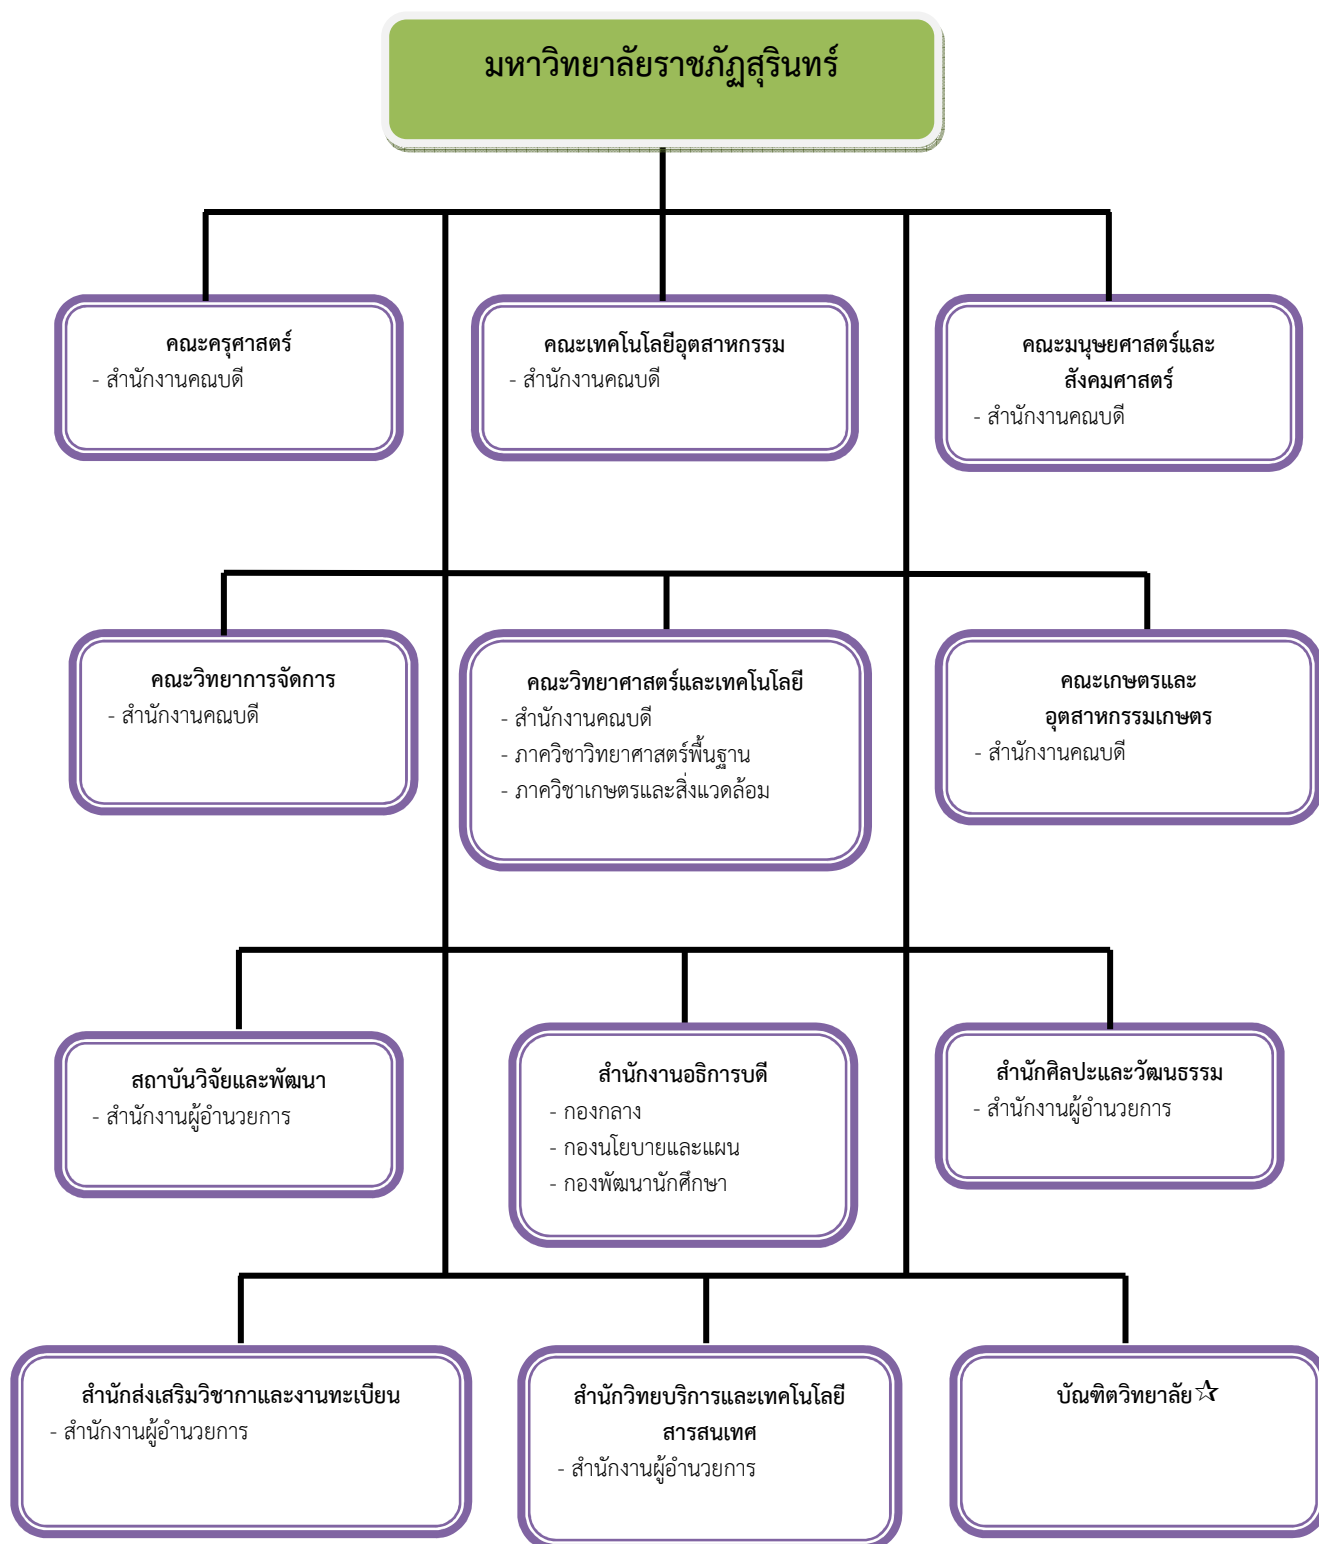 มหาวิทยาลัยราชภัฏสุรินทร์
คณะครุศาสตร์
- สำนักงานคณบดี
คณะเทคโนโลยีอุตสาหกรรม
- สำนักงานคณบดี
คณะมนุษยศาสตร์และ
สังคมศาสตร์
- สำนักงานคณบดี
คณะวิทยาการจัดการ
- สำนักงานคณบดี
คณะวิทยาศาสตร์และเทคโนโลยี
- สำนักงานคณบดี
- ภาควิชาวิทยาศาสตร์พื้นฐาน
- ภาควิชาเกษตรและสิ่งแวดล้อม
คณะเกษตรและ
อุตสาหกรรมเกษตร
- สำนักงานคณบดี
สถาบันวิจัยและพัฒนา
- สำนักงานผู้อำนวยการ
สำนักงานอธิการบดี
- กองกลาง
- กองนโยบายและแผน
- กองพัฒนานักศึกษา
สำนักศิลปะและวัฒนธรรม
- สำนักงานผู้อำนวยการ
สำนักส่งเสริมวิชากาและงานทะเบียน
- สำนักงานผู้อำนวยการ
สำนักวิทยบริการและเทคโนโลยี
สารสนเทศ
- สำนักงานผู้อำนวยการ
บัณฑิตวิทยาลัย☆